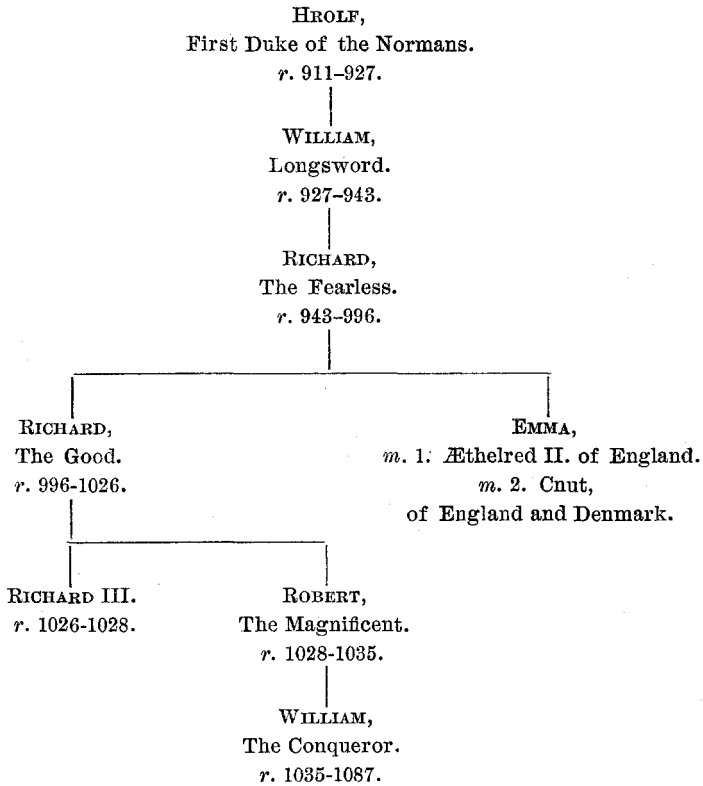 HROLF,
First Duke of the Normans.
r. 911–927.
WILLIAM,
Longsword.
r. 927–943.
RICHARD,
The Fearless.
r. 943–996.
RICHARD,
The Good.
r. 996-1026.
EMMA,
m. 1. Æthelred II. of England.
m. 2. Cnut,
of England and Denmark.
RICHARD III.
r. 1026-1028.
ROBERT,
The Magnificent.
r. 1028-1035.
WILLIAM,
The Conqueror.
r. 1035-1087.